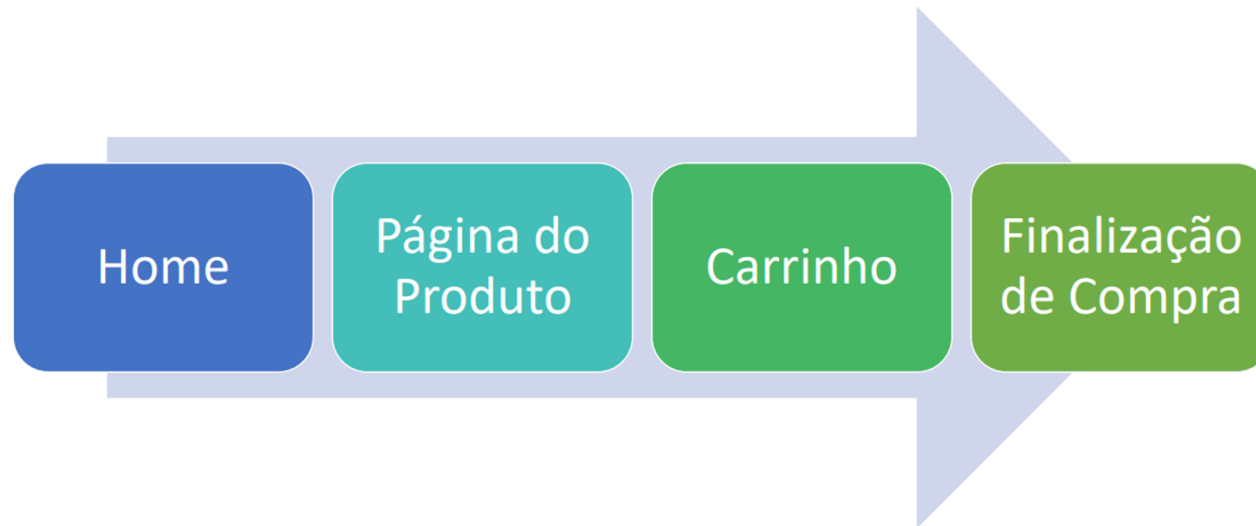 Home
Página do
Produto
Carrinho
Finalização
de Compra